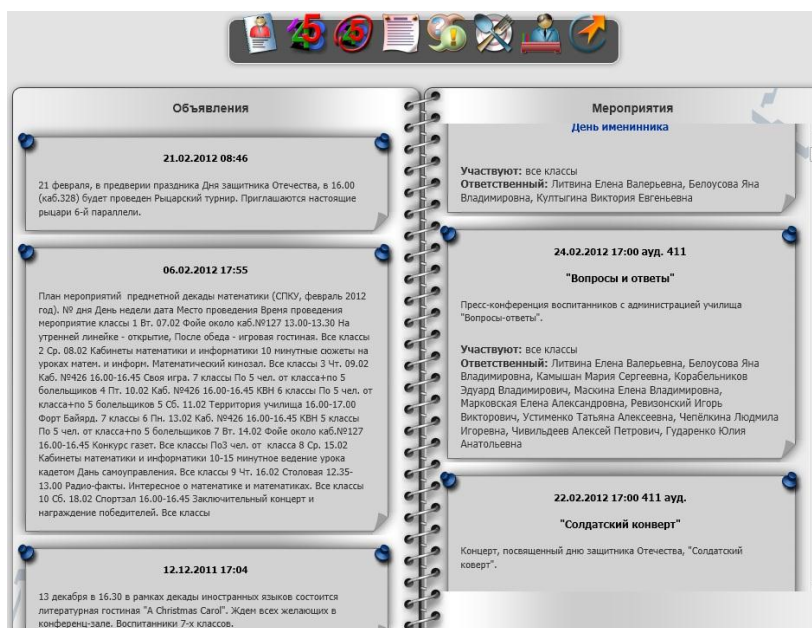 Объявления
21.02.2012 08:46
21 февраля, в предверии праздника Дня защитника Отечества, в 16.00
(каб.328) будет проведен Рыцарский турнир. Приглашаются настоящие
рыцари 6-й параллели.
06.02.2012 17:55
План мероприятий предметной декады математики (СПКУ, февраль 2012
год). № дня День недели дата Место проведения Время проведения
мероприятие классы 1 Вт. 07.02 Фойе около каб.№127 13.00-13.30 На
утренней линейке - открытие, После обеда - игровая гостиная. Все классы
2 Ср. 08.02 Кабинеты математики и информатики 10 минутные сюжеты на
уроках матем. и информ. Математический кинозал. Все классы 3 Чт. 09.02
Каб. №426 16.00-16.45 Своя игра. 7 классы По 5 чел. от класса+по 5
болельщиков 4 Пт. 10.02 Каб. №426 16.00-16.45 КВН 6 классы По 5 чел. от
класса+по 5 болельщиков 5 Сб. 11.02 Территория училища 16.00-17.00
Форт Байярд. 7 классы 6 Пн. 13.02 Каб. №426 16.00-16.45 КВН 5 классы
По 5 чел. от класса+по 5 болельщиков 7 Вт. 14.02 Фойе около каб.№127
16.00-16.45 Конкурс газет. Все классы По3 чел. от класса 8 Ср. 15.02
Кабинеты математики и информатики 10-15 минутное ведение урока
кадетом Дань самоуправления. Все классы 9 Чт. 16.02 Столовая 12.35-
13.00 Радио-факты. Интересное о математике и математиках. Все классы
10 Сб. 18.02 Спортзал 16.00-16.45 Заключительный концерт и
награждение победителей. Все классы
12.12.2011 17:04
13 декабря в 16.30 в рамках декады иностранных языков состоится
литературная гостиная "A Christmas Carol". Ждем всех желающих в
конференц-зале. Воспитанники 7-х классов.
Мероприятия
День именинника
Участвуют: все классы
Ответственный: Литвина Елена Валерьевна, Белоусова Яна
Владимировна, Култыгина Виктория Евгеньевна
24.02.2012 17:00 ауд. 411
"Вопросы и ответы"
Пресс-конференция воспитанников с администрацией училища
"Вопросы-ответы".
Участвуют: все классы
Ответственный: Литвина Елена Валерьевна, Белоусова Яна
Владимировна, Камышан Мария Сергеевна, Корабельников
Эдуард Владимирович, Маскина Елена Владимировна,
Марковская Елена Александровна, Ревизонский Игорь
Викторович, Устименко Татьяна Алексеевна, Чепёлкина Людмила
Игоревна, Чивильдеев Алексей Петрович, Гударенко Юлия
Анатольевна
22.02.2012 17:00 411 ауд.
"Солдатский конверт"
Концерт, посвященный дню защитника Отечества, "Солдатский
коверт".